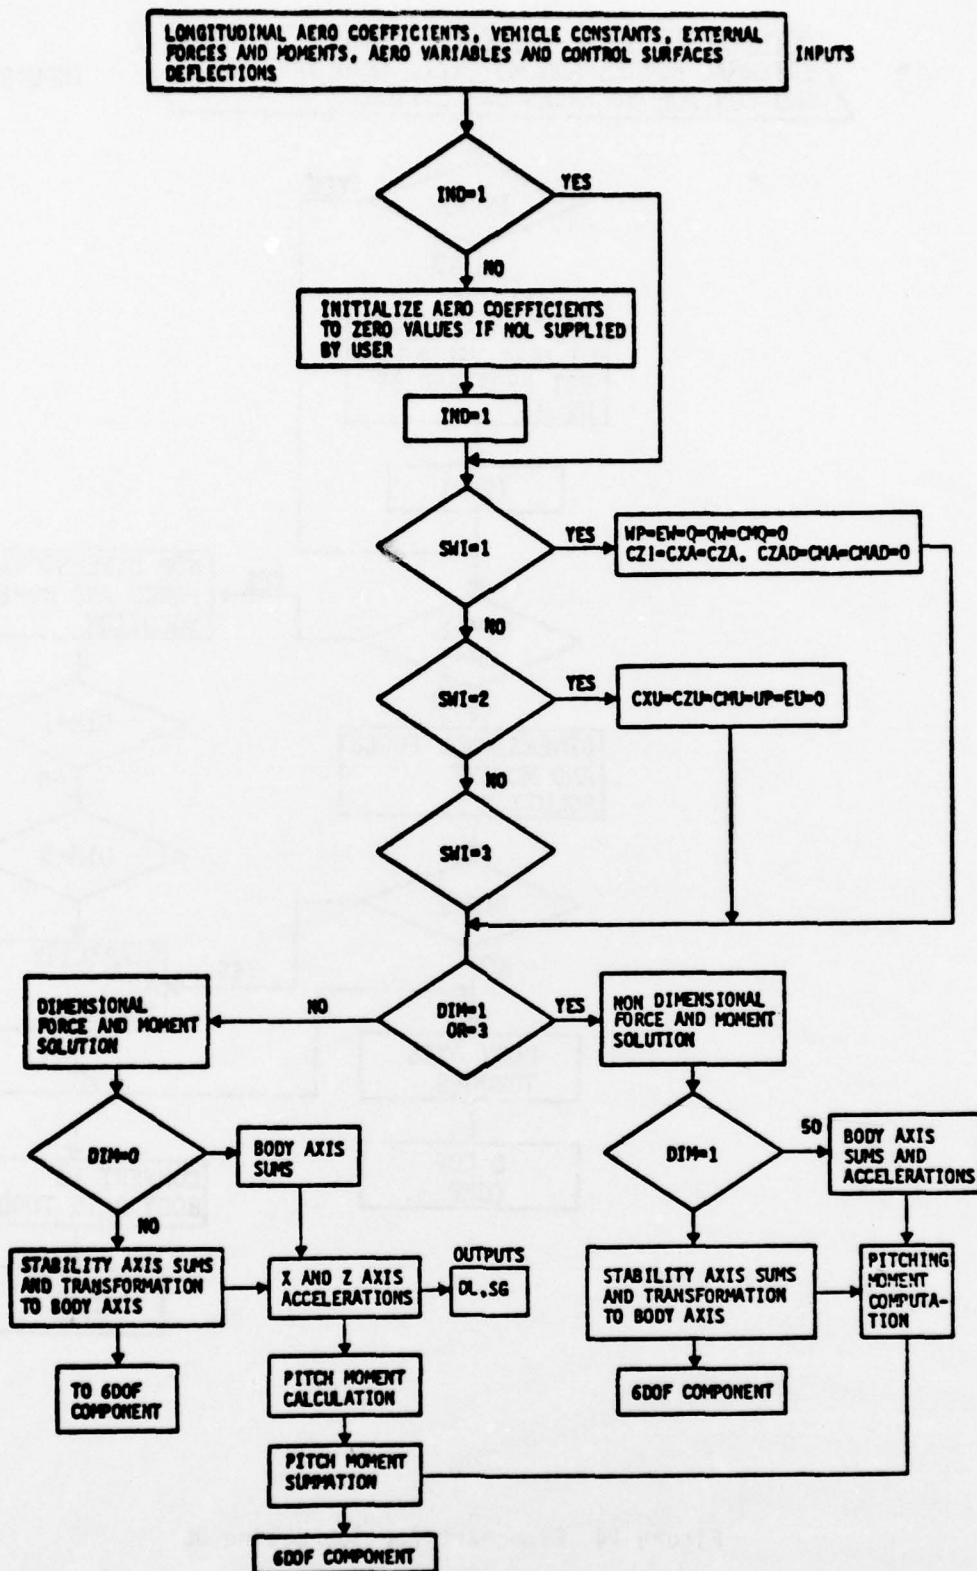 LONGITUDINAL AERO COEFFICIENTS, VEHICLE CONSTANTS, EXTERNAL
FORCES AND MOMENTS, AERO VARIABLES AND CONTROL SURFACES
DEFLECTIONS
INPUTS
IND=1
YES
NO
INITIALIZE AERO COEFFICIENTS
TO ZERO VALUES IF NOL SUPPLIED
BY USER
IND=1
SWI=1
YES
WP=EW=Q=QW=CMQ=0
CZI=CXA=CZA. CZAD=CMA=CMAD=0
NO
SWI=2
YES
CXU=CZU=CMU=UP=EU=0
NO
SWI=3
DIM=1
OR=3
NO
YES
DIMENSIONAL
FORCE AND MOMENT
SOLUTION
NON DIMENSIONAL
FORCE AND MOMENT
SOLUTION
DIM=0
BODY AXIS
SUMS
DIM=1
SO
BODY AXIS
SUMS AND
ACCELERATIONS
NO
STABILITY AXIS SUMS
AND TRANSFORMATION
TO BODY AXIS
X AND Z AXIS
ACCELERATIONS
OUTPUTS
DL.SG
STABILITY AXIS SUMS
AND TRANSFORMATION
TO BODY AXIS
PITCHING
MOMENT
COMPUTA-
TION
TO 6DOF
COMPONENT
PITCH MOMENT
CALCULATION
6DOF COMPONENT
PITCH MOMENT
SUMMATION
6DOF COMPONENT